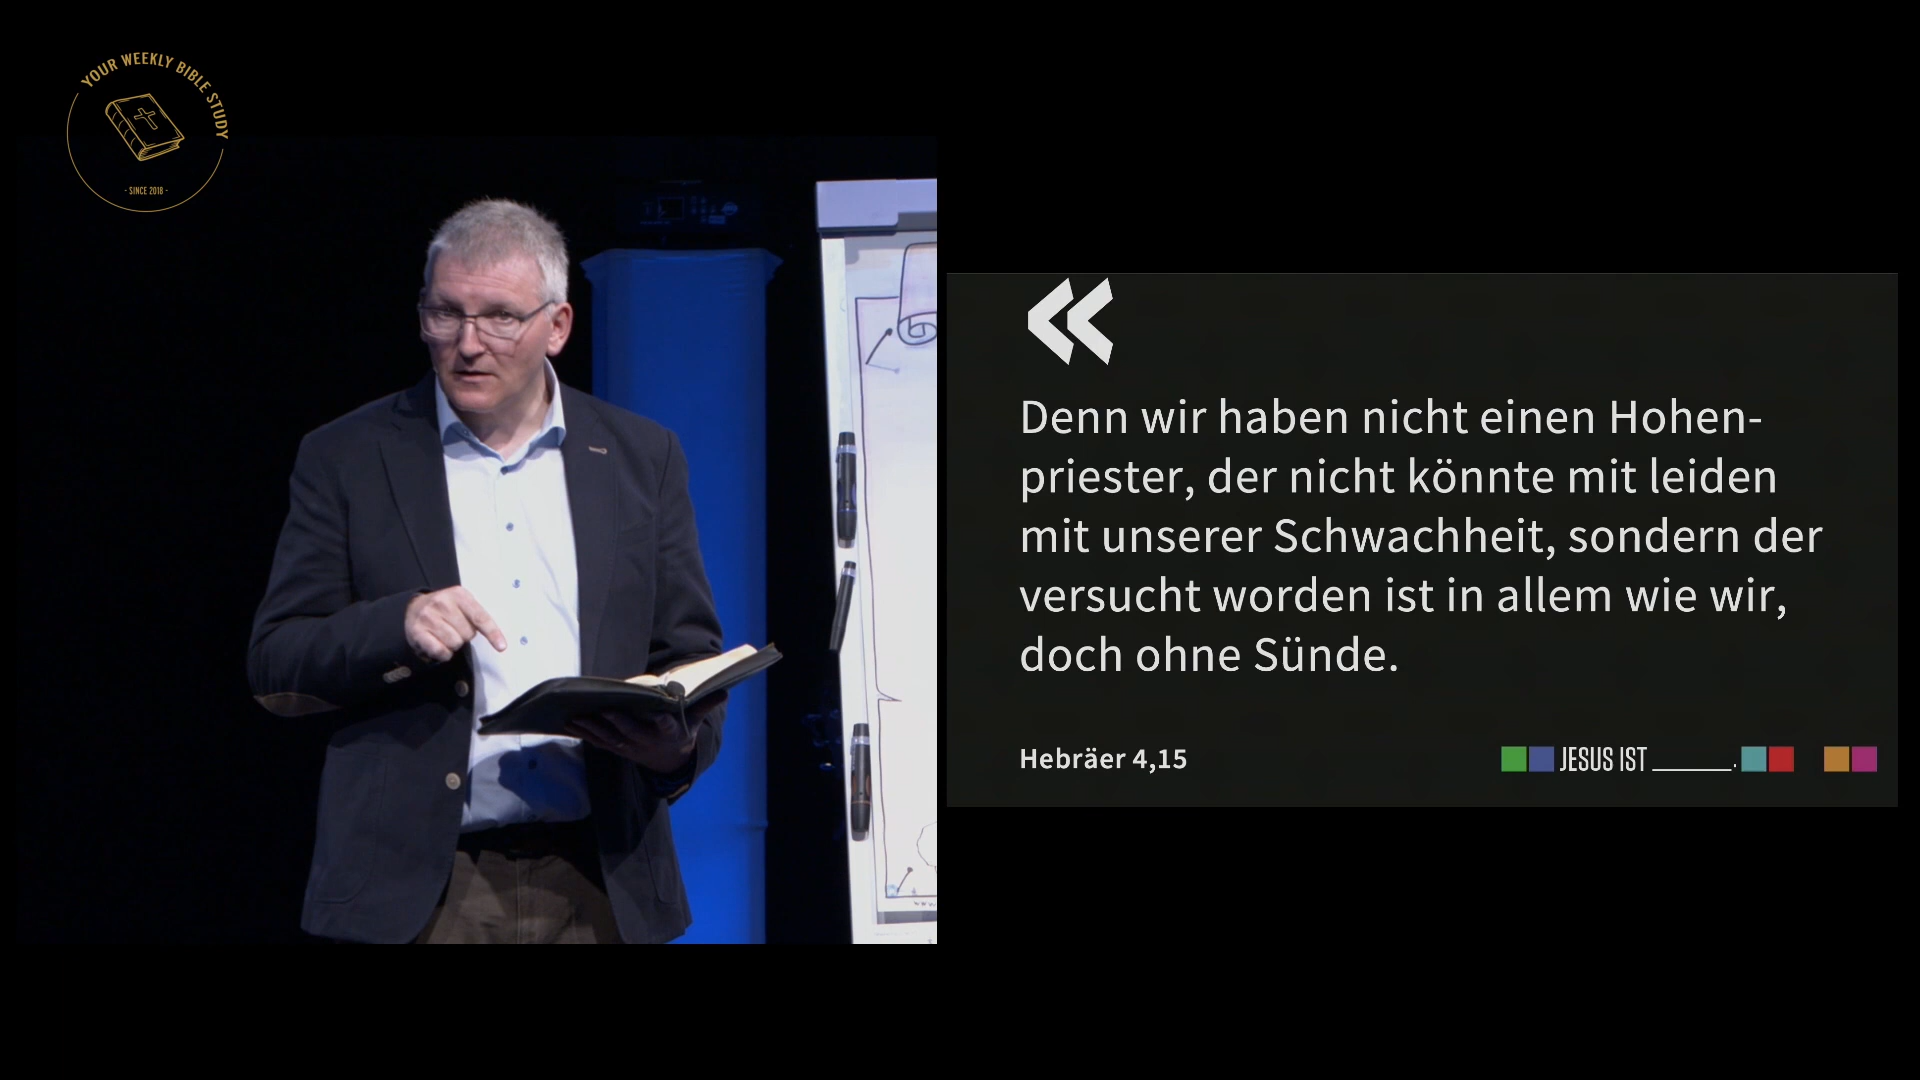 YOUR WEEKLY BIBLE STUDY
- SINCE 2018 -
«
Denn wir haben nicht einen Hohen-
priester, der nicht könnte mit leiden
mit unserer Schwachheit, sondern der
versucht worden ist in allem wie wir,
doch ohne Sünde.
Hebräer 4,15
JESUS IST ______.